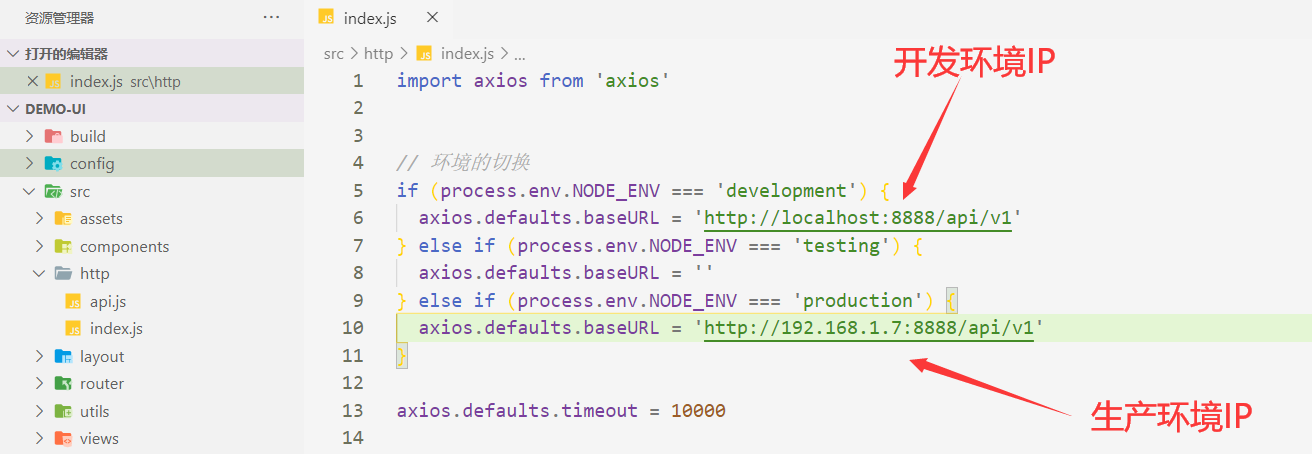 资源管理器 ···
打开的编辑器
index.js src\http
DEMO-UI
build
config
src
assets
components
http
api.js
index.js
layout
router
utils
views
index.js
src > http > index.js > ...
1 import axios from 'axios'
2
3
4 // 环境的切换
5 if (process.env.NODE_ENV === 'development') {
6 axios.defaults.baseURL = 'http://localhost:8888/api/v1'
7 } else if (process.env.NODE_ENV === 'testing') {
8 axios.defaults.baseURL = ''
9 } else if (process.env.NODE_ENV === 'production') {
10 axios.defaults.baseURL = 'http://192.168.1.7:8888/api/v1'
11 }
12
13 axios.defaults.timeout = 10000
14
开发环境IP
生产环境IP